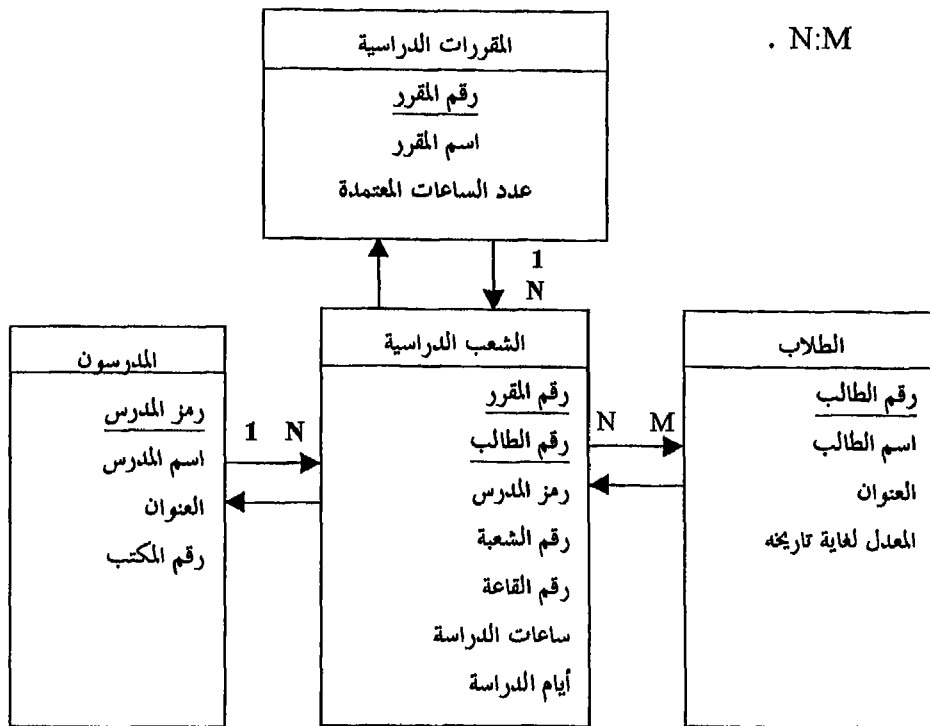 . N:M
المقررات الدراسية
رقم المقرر
اسم المقرر
عدد الساعات المعتمدة
1
N
الطلاب
رقم الطالب
اسم الطالب
العنوان
المعدل لغاية تاريخه
N M
الشعب الدراسية
رقم المقرر
رقم الطالب
رمز المدرس
رقم الشعبة
رقم القاعة
ساعات الدراسة
أيام الدراسة
1 N
المدرسون
رمز المدرس
اسم المدرس
العنوان
رقم المكتب